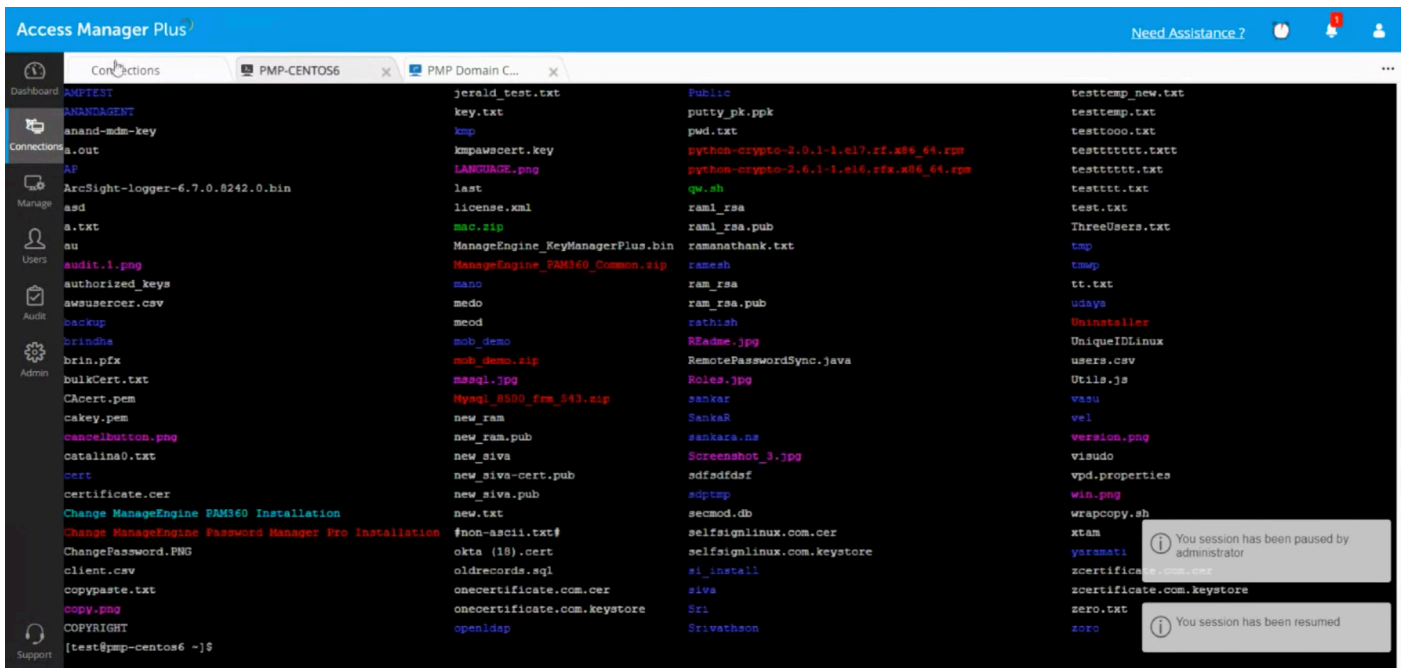 Access Manager Plus
Need Assistance ?
1
Connections
PMP-CENTOS6
PMP Domain C...
Dashboard
Connections
Manage
Users
Audit
Admin
Support
AMPTEST jerald_test.txt Public testtemp_new.txt
ANANDAGENT key.txt putty_pk.ppk testtemp.txt
anand-mdm-key kmp pwd.txt testtooo.txt
a.out kmpawscert.key python-crypto-2.0.1-1.el7.rf.x86_64.rpm testttttttt.txtt
AP LANGUAGE.png python-crypto-2.6.1-1.el6.rfx.x86_64.rpm testttttt.txt
ArcSight-logger-6.7.0.8242.0.bin last qw.sh testttt.txt
asd license.xml ram1_rsa test.txt
a.txt mac.zip ram1_rsa.pub ThreeUsers.txt
au ManageEngine_KeyManagerPlus.bin ramanathank.txt tmp
audit.1.png ManageEngine_PAM360_Common.zip ramesh tmwp
authorized_keys mano ram_rsa tt.txt
awsusercer.csv medo ram_rsa.pub udaya
backup meod rathish Uninstaller
brindha mob_demo REadme.jpg UniqueIDLinux
brin.pfx mob_demo.zip RemotePasswordSync.java users.csv
bulkCert.txt mssql.jpg Roles.jpg Utils.js
CAcert.pem Mysql_8500_frm_543.zip sankar vasu
cakey.pem new_ram SankaR vel
cancelbutton.png new_ram.pub sankara.ns version.png
catalina0.txt new_siva Screenshot_3.jpg visudo
cert new_siva-cert.pub sdfsdfdsf vpd.properties
certificate.cer new_siva.pub sdptmp win.png
Change ManageEngine PAM360 Installation new.txt secmod.db wrapcopy.sh
Change ManageEngine Password Manager Pro Installation #non-ascii.txt# selfsignlinux.com.cer xtam
ChangePassword.PNG okta (18).cert selfsignlinux.com.keystore yaramati
client.csv oldrecords.sql si_install zcertificate.com.cer
copypaste.txt onecertificate.com.cer siva zcertificate.com.keystore
copy.png onecertificate.com.keystore Sri zero.txt
COPYRIGHT openldap Srivathson zoro
[test@pmp-centos6 ~]$
You session has been paused by
administrator
You session has been resumed